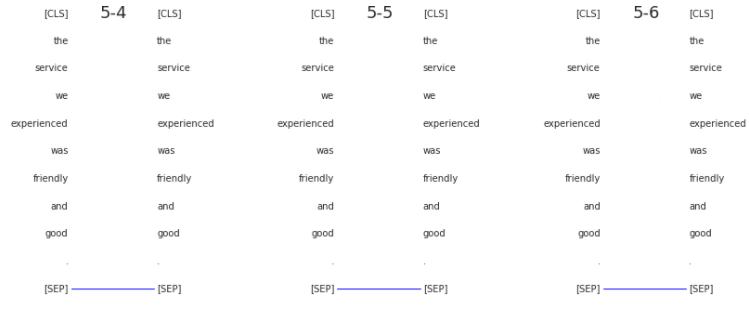 [CLS] 5-4 [CLS] [CLS] 5-5 [CLS] [CLS] 5-6 [CLS]
the the the the the the
service service service service service service
we we we we we we
experienced experienced experienced experienced experienced experienced
was was was was was was
friendly friendly friendly friendly friendly friendly
and and and and and and
good good good good good good
. . . . . .
[SEP] [SEP] [SEP] [SEP] [SEP] [SEP]